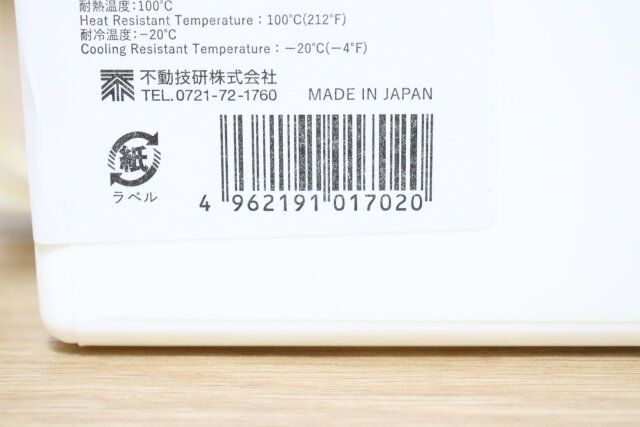 耐熱温度:100℃
Heat Resistant Temperature : 100℃(212℉)
耐冷温度:−20℃
Cooling Resistant Temperature : −20℃(−4℉)
不動技研株式会社
TEL.0721-72-1760 MADE IN JAPAN
紙
ラベル
4 962191 017020